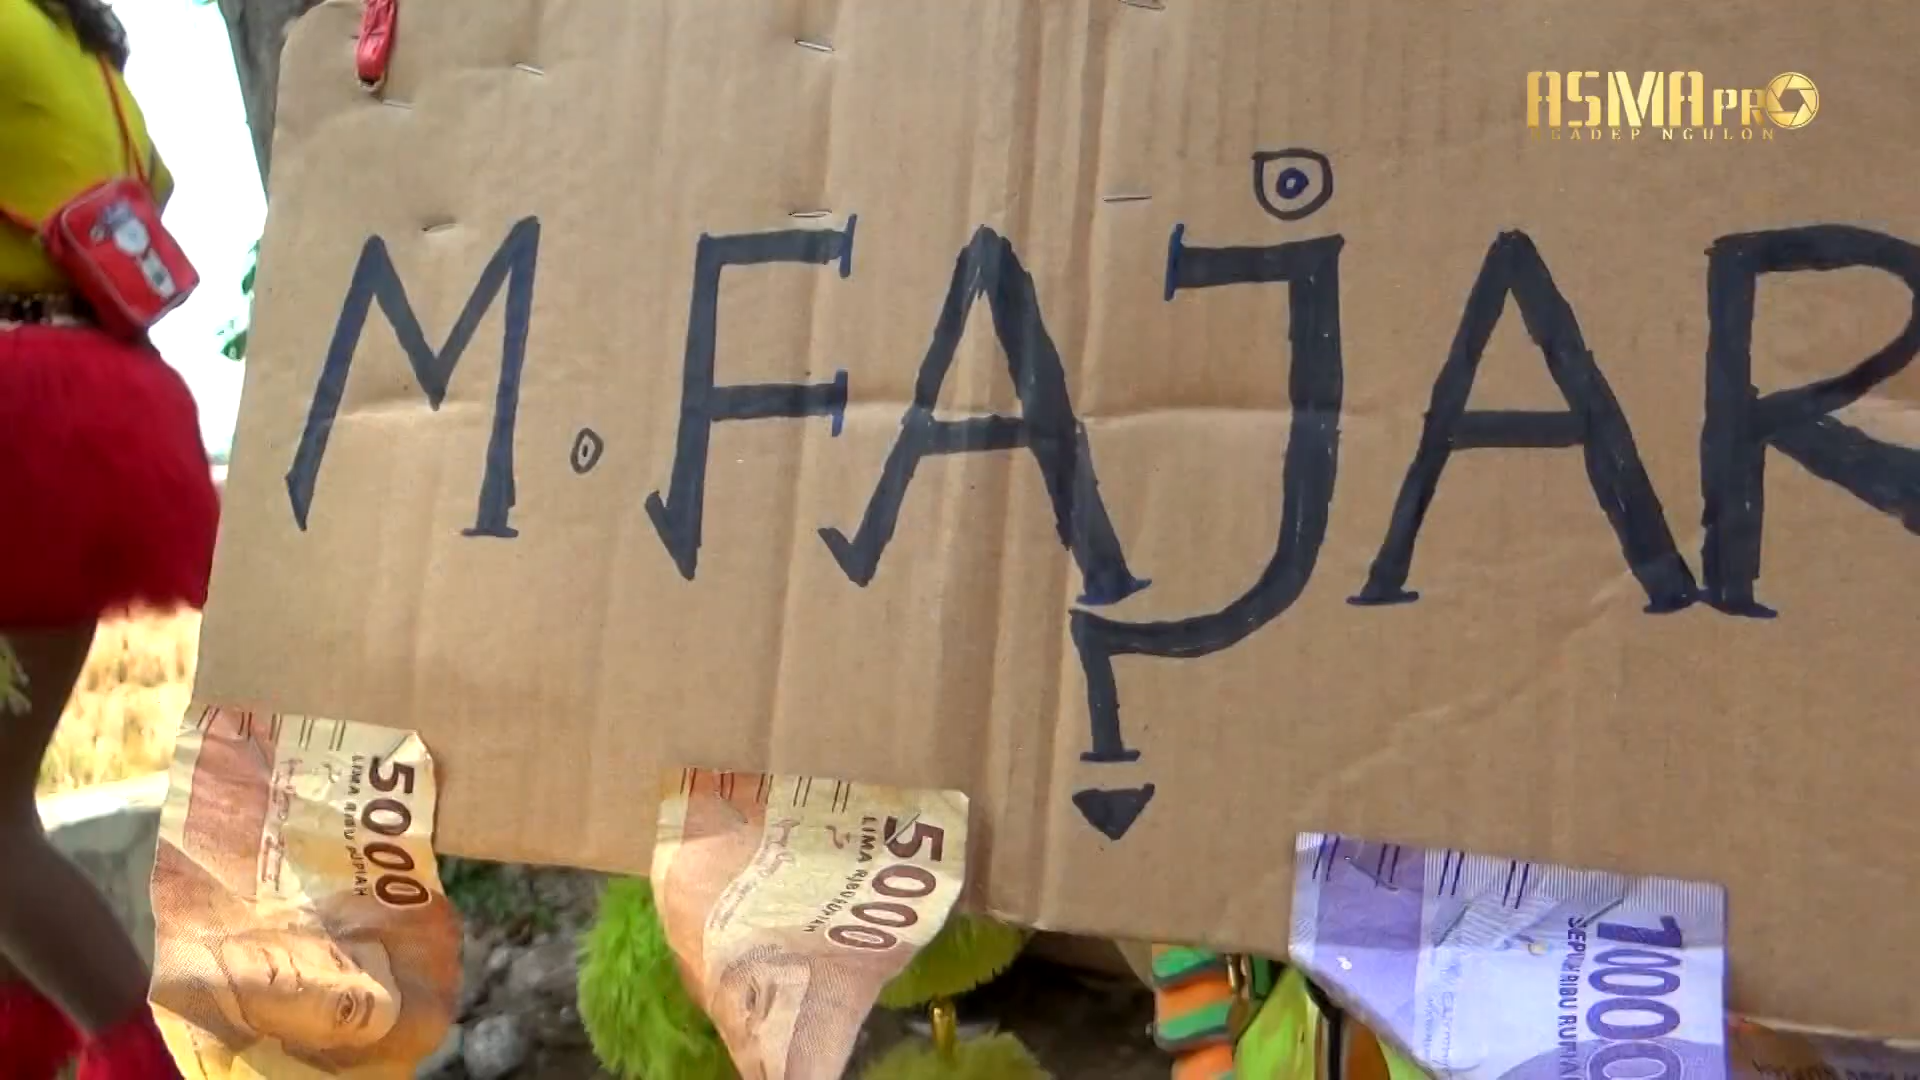 ASMA PRO
NGADEP NGULON
M. FAJAR
5000
LIMA RIBU RUPIAH
5000
LIMA RIBU RUPIAH
10000
SEPULUH RIBU RUPIAH